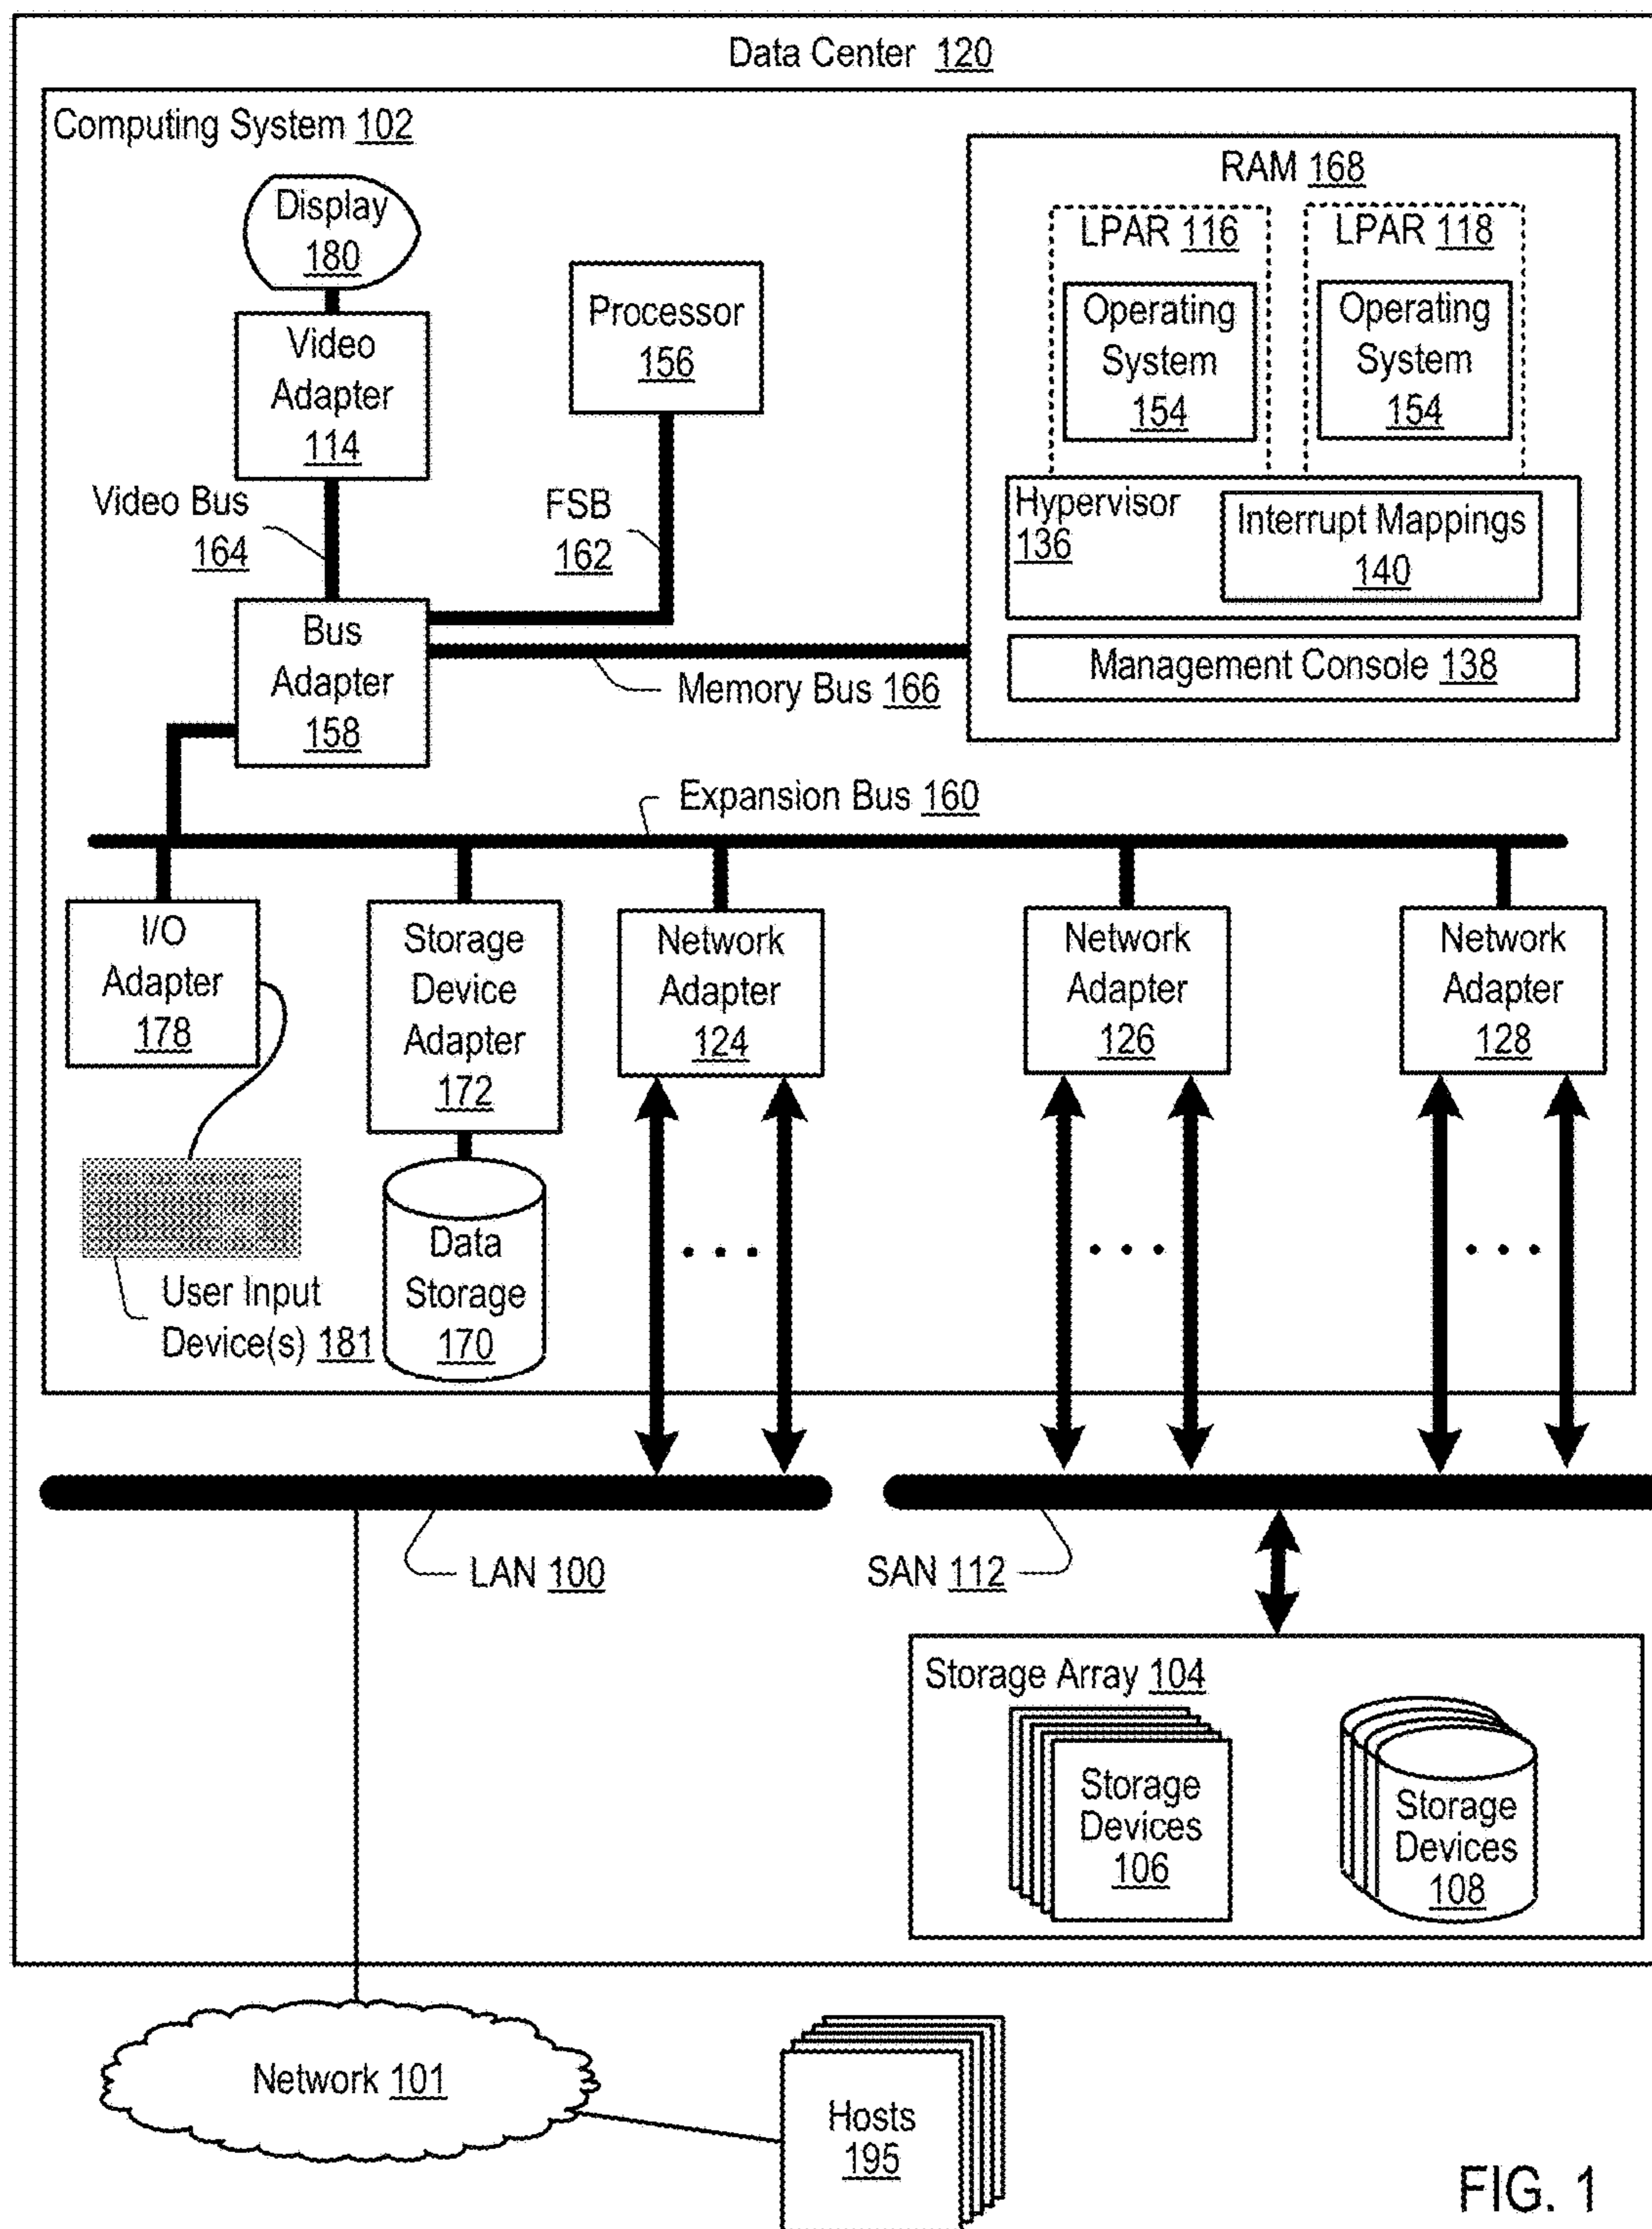 Data Center 120
Computing System 102
Display
180
Video
Adapter
114
Processor
156
RAM 168
LPAR 116
LPAR 118
Operating
System
154
Operating
System
154
Hypervisor
136
Interrupt Mappings
140
Management Console 138
Video Bus
164
FSB
162
Bus
Adapter
158
Memory Bus 166
Expansion Bus 160
I/O
Adapter
178
Storage
Device
Adapter
172
Network
Adapter
124
Network
Adapter
126
Network
Adapter
128
User Input
Device(s) 181
Data
Storage
170
LAN 100
SAN 112
Storage Array 104
Storage
Devices
106
Storage
Devices
108
Network 101
Hosts
195
FIG. 1